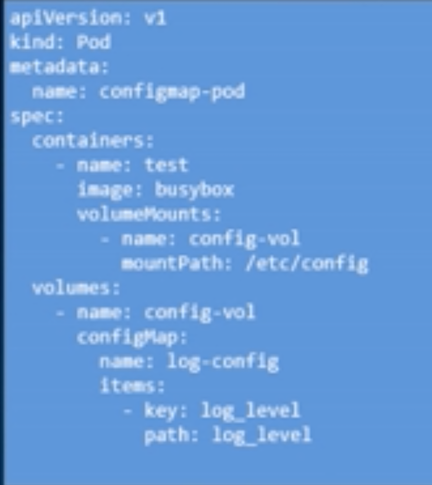 apiVersion: v1
kind: Pod
metadata:
  name: configmap-pod
spec:
  containers:
    - name: test
      image: busybox
      volumeMounts:
        - name: config-vol
          mountPath: /etc/config
  volumes:
    - name: config-vol
      configMap:
        name: log-config
        items:
          - key: log_level
            path: log_level